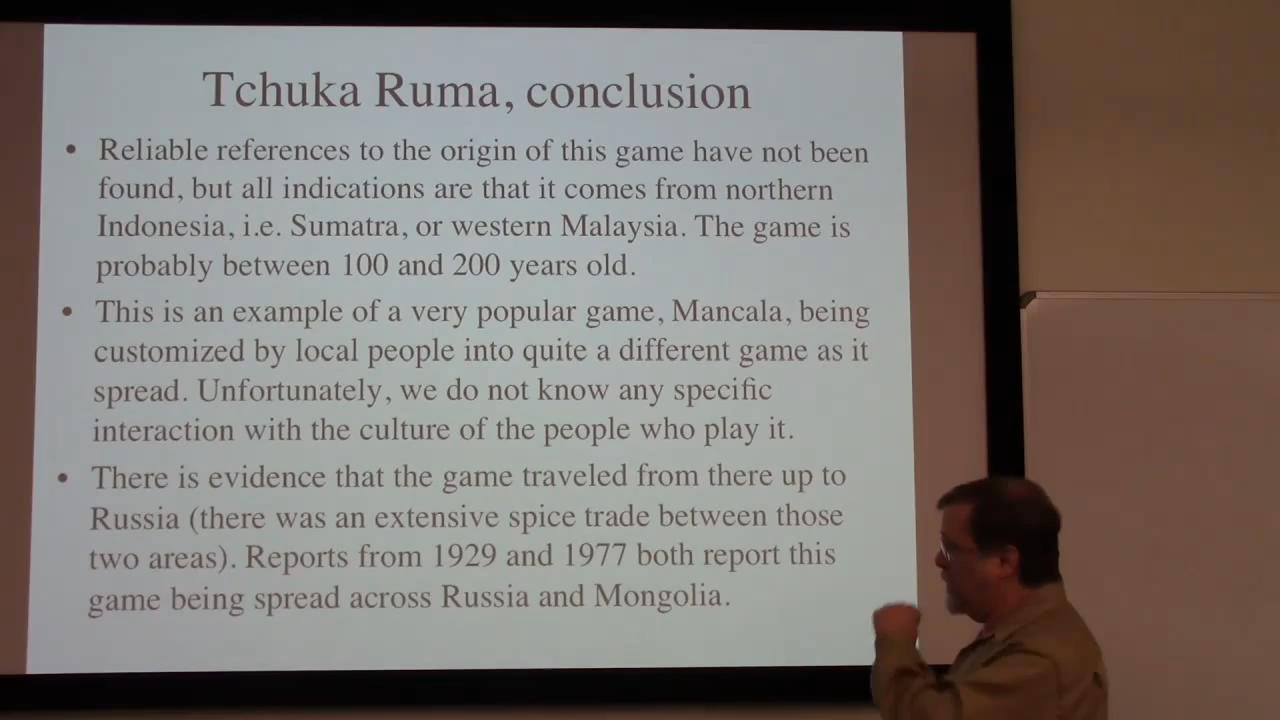 Tchuka Ruma, conclusion
• Reliable references to the origin of this game have not been
found, but all indications are that it comes from northern
Indonesia, i.e. Sumatra, or western Malaysia. The game is
probably between 100 and 200 years old.
• This is an example of a very popular game, Mancala, being
customized by local people into quite a different game as it
spread. Unfortunately, we do not know any specific
interaction with the culture of the people who play it.
• There is evidence that the game traveled from there up to
Russia (there was an extensive spice trade between those
two areas). Reports from 1929 and 1977 both report this
game being spread across Russia and Mongolia.